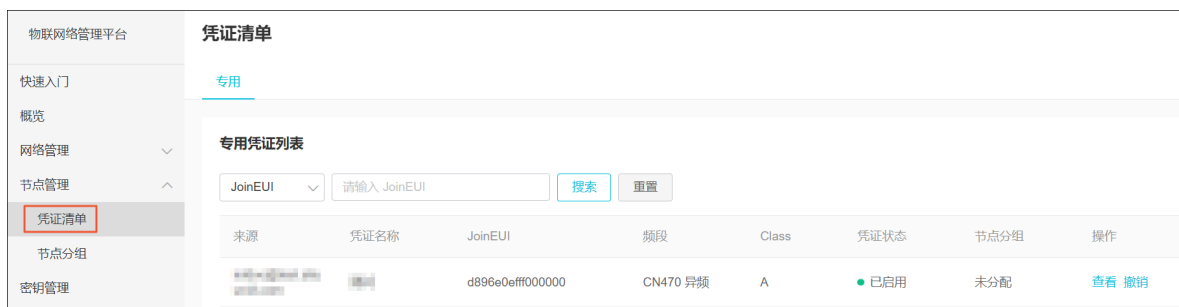 物联网络管理平台
快速入门
概览
网络管理
节点管理
凭证清单
节点分组
密钥管理
凭证清单
专用
专用凭证列表
JoinEUI 请输入 JoinEUI 搜索 重置
来源 凭证名称 JoinEUI 频段 Class 凭证状态 节点分组 操作
d896e0efff000000 CN470 异频 A 已启用 未分配 查看 撤销